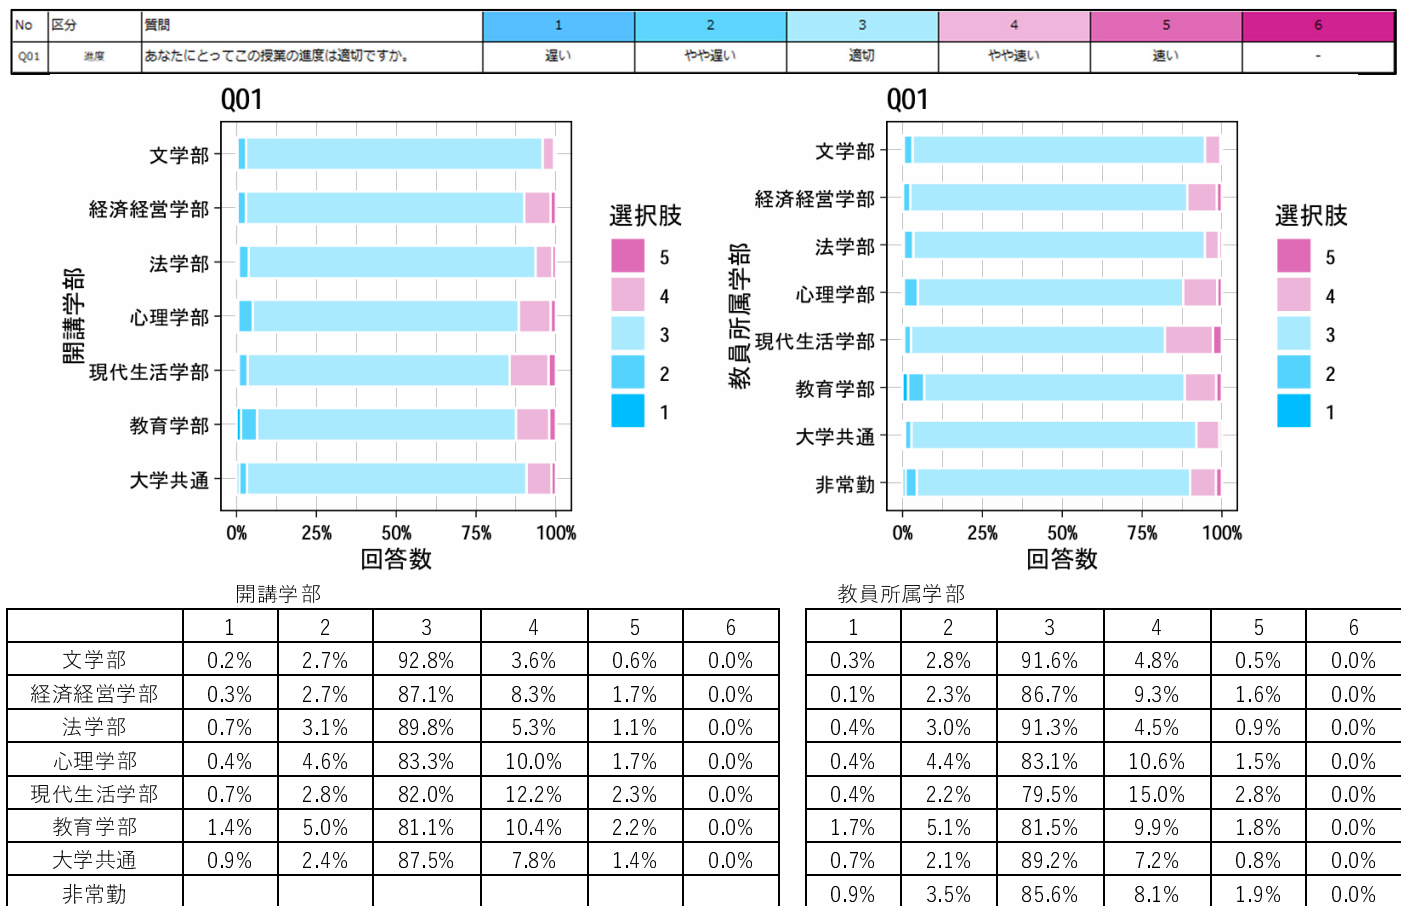 No 区分 質問 1 2 3 4 5 6
Q01 進度 あなたにとってこの授業の進度は適切ですか。 遅い やや遅い 適切 やや速い 速い -
Q01
開講学部
文学部
経済経営学部
法学部
心理学部
現代生活学部
教育学部
大学共通
0% 25% 50% 75% 100%
回答数
選択肢
5
4
3
2
1
Q01
教員所属学部
文学部
経済経営学部
法学部
心理学部
現代生活学部
教育学部
大学共通
非常勤
0% 25% 50% 75% 100%
回答数
選択肢
5
4
3
2
1
開講学部 教員所属学部
1 2 3 4 5 6 1 2 3 4 5 6
文学部 0.2% 2.7% 92.8% 3.6% 0.6% 0.0% 0.3% 2.8% 91.6% 4.8% 0.5% 0.0%
経済経営学部 0.3% 2.7% 87.1% 8.3% 1.7% 0.0% 0.1% 2.3% 86.7% 9.3% 1.6% 0.0%
法学部 0.7% 3.1% 89.8% 5.3% 1.1% 0.0% 0.4% 3.0% 91.3% 4.5% 0.9% 0.0%
心理学部 0.4% 4.6% 83.3% 10.0% 1.7% 0.0% 0.4% 4.4% 83.1% 10.6% 1.5% 0.0%
現代生活学部 0.7% 2.8% 82.0% 12.2% 2.3% 0.0% 0.4% 2.2% 79.5% 15.0% 2.8% 0.0%
教育学部 1.4% 5.0% 81.1% 10.4% 2.2% 0.0% 1.7% 5.1% 81.5% 9.9% 1.8% 0.0%
大学共通 0.9% 2.4% 87.5% 7.8% 1.4% 0.0% 0.7% 2.1% 89.2% 7.2% 0.8% 0.0%
非常勤 0.9% 3.5% 85.6% 8.1% 1.9% 0.0%